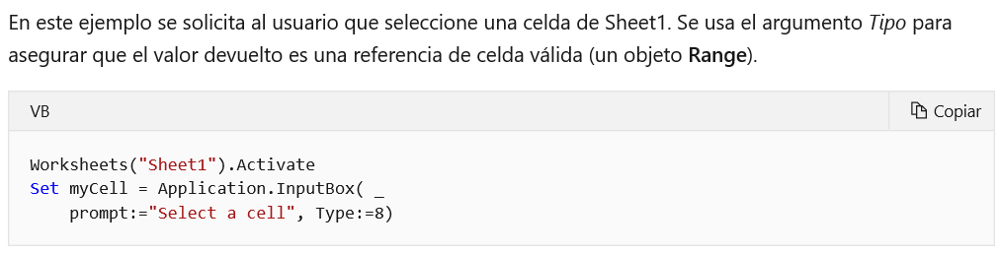 En este ejemplo se solicita al usuario que seleccione una celda de Sheet1. Se usa el argumento Tipo para
asegurar que el valor devuelto es una referencia de celda válida (un objeto Range).
VB
Copiar
Worksheets("Sheet1").Activate
Set myCell = Application.InputBox( _
    prompt:="Select a cell", Type:=8)